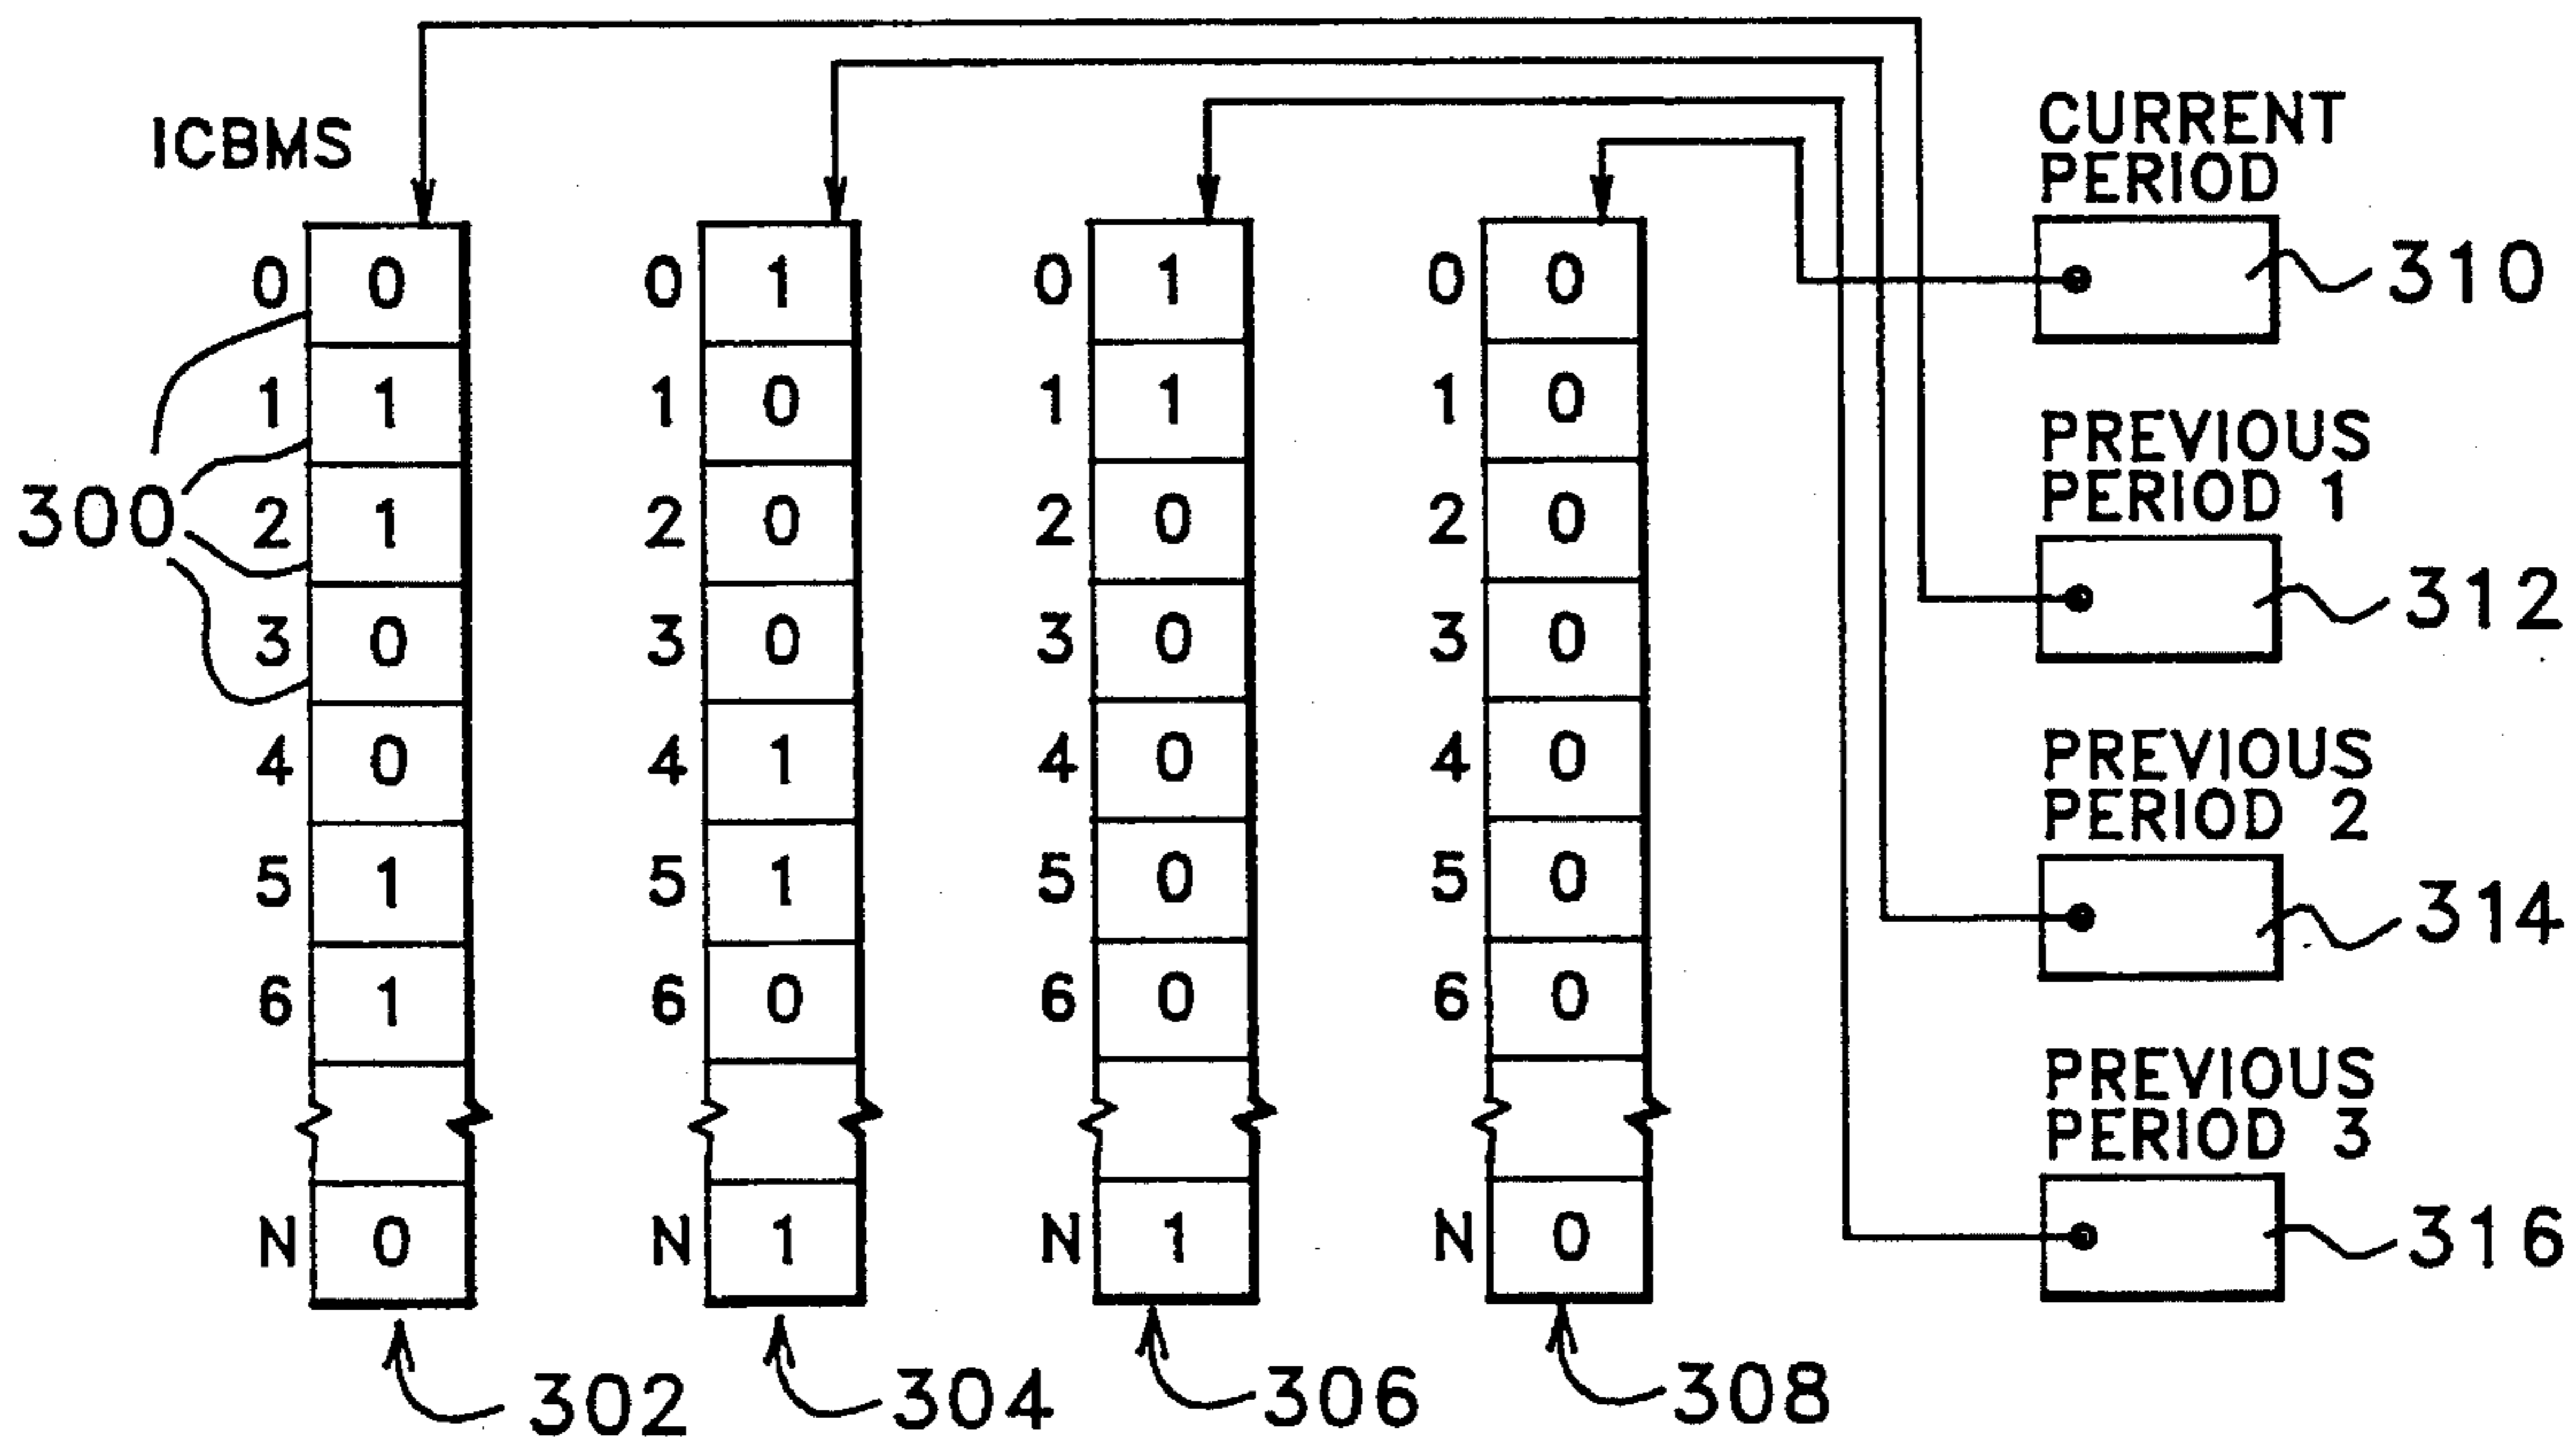 ICBMS
CURRENT
PERIOD
0 0 0 1 0 1 0 0 310
1 1 1 0 1 1 1 0
PREVIOUS
PERIOD 1
300 2 1 2 0 2 0 2 0
3 0 3 0 3 0 3 0 312
4 0 4 1 4 0 4 0
PREVIOUS
PERIOD 2
5 1 5 1 5 0 5 0 314
6 1 6 0 6 0 6 0
PREVIOUS
PERIOD 3
N 0 N 1 N 1 N 0 316
302 304 306 308